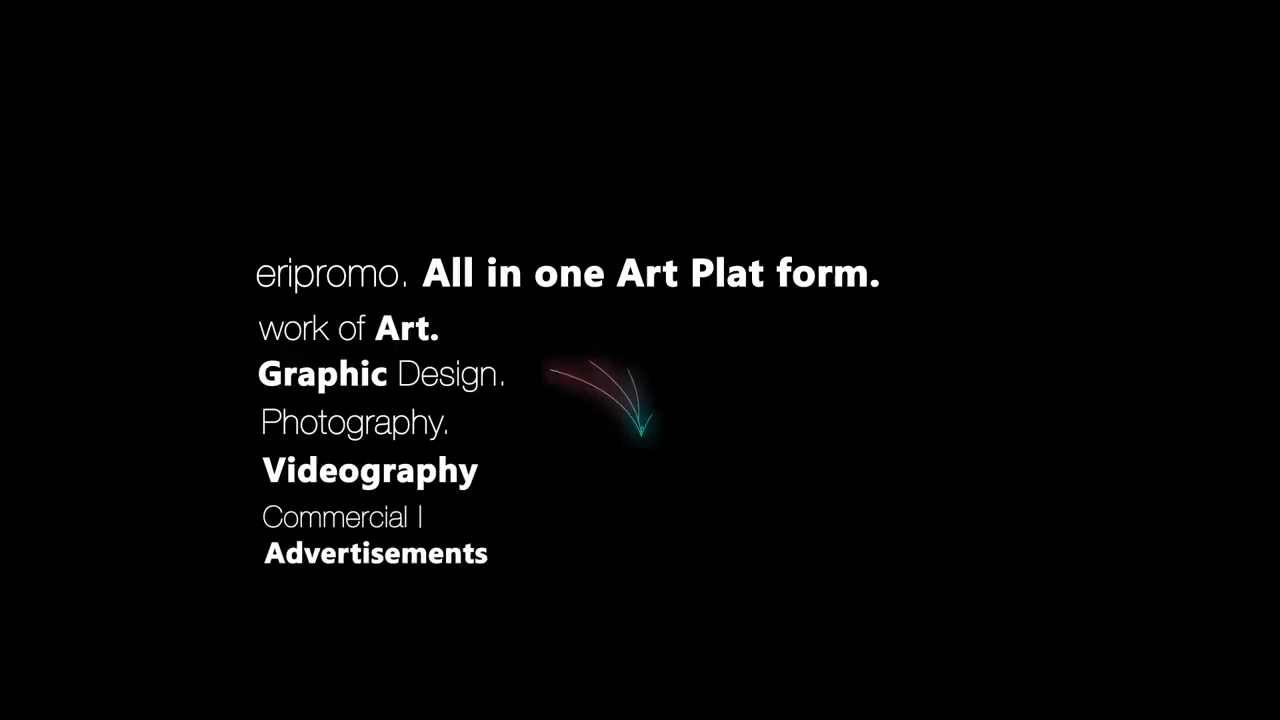 eripromo. All in one Art Plat form.
work of Art.
Graphic Design.
Photography.
Videography
Commercial |
Advertisements